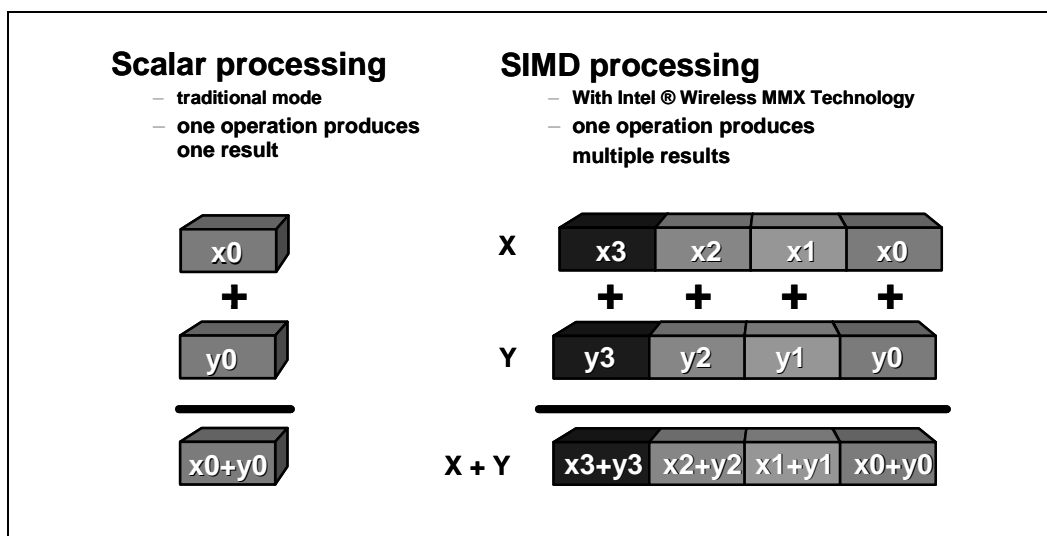 Scalar processing
– traditional mode
– one operation produces
one result
SIMD processing
– With Intel ® Wireless MMX Technology
– one operation produces
multiple results
x0
+
y0
x0+y0
X x3 x2 x1 x0
+ + + +
Y y3 y2 y1 y0
X + Y x3+y3 x2+y2 x1+y1 x0+y0